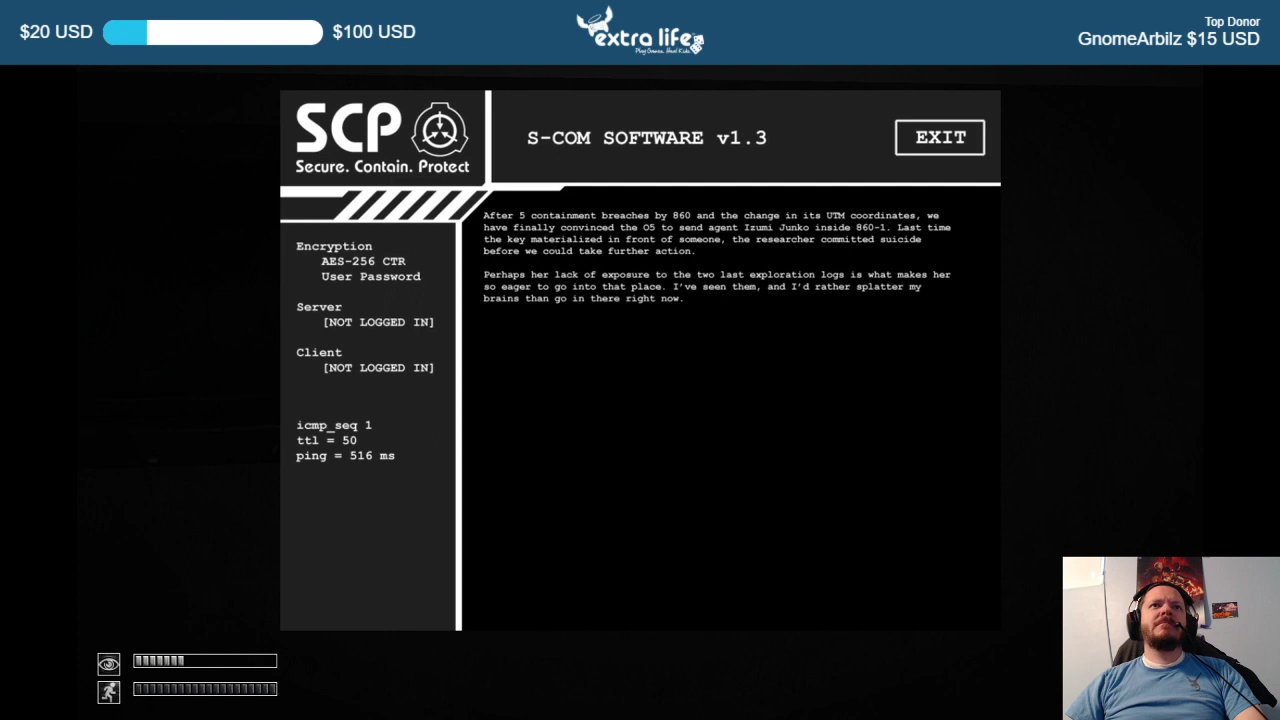 $20 USD
$100 USD
extra life
Play Games. Heal Kids.
Top Donor
GnomeArbilz $15 USD
SCP
Secure. Contain. Protect
S-COM SOFTWARE v1.3
EXIT
Encryption
AES-256 CTR
User Password
Server
[NOT LOGGED IN]
Client
[NOT LOGGED IN]
icmp_seq 1
ttl = 50
ping = 516 ms
After 5 containment breaches by 860 and the change in its UTM coordinates, we
have finally convinced the O5 to send agent Izumi Junko inside 860-1. Last time
the key materialized in front of someone, the researcher committed suicide
before we could take further action.
Perhaps her lack of exposure to the two last exploration logs is what makes her
so eager to go into that place. I've seen them, and I'd rather splatter my
brains than go in there right now.